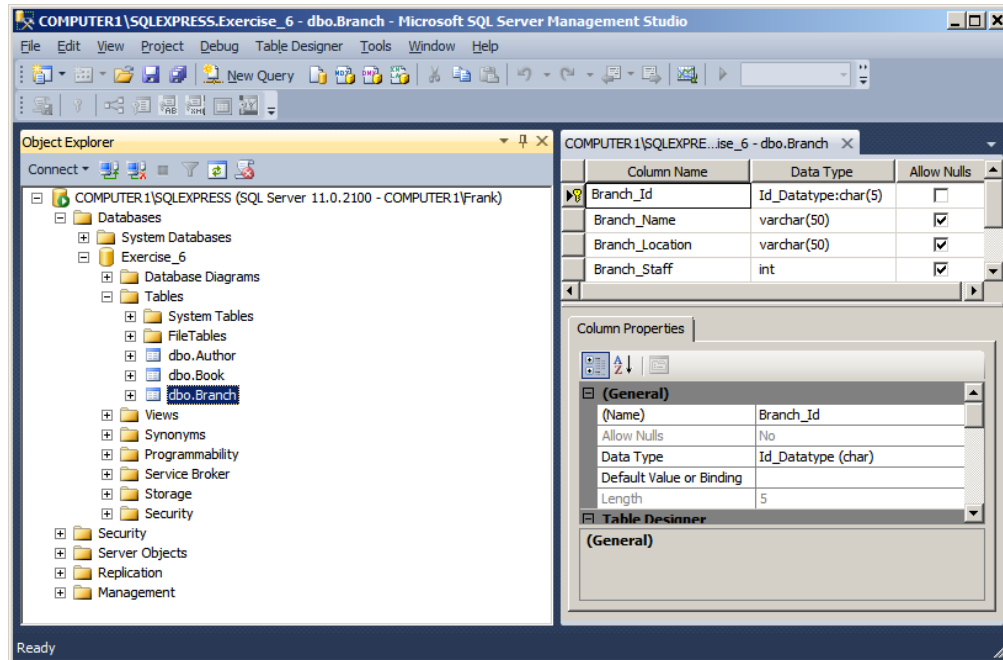 COMPUTER1\SQLEXPRESS.Exercise_6 - dbo.Branch - Microsoft SQL Server Management Studio
File Edit View Project Debug Table Designer Tools Window Help
New Query
Object Explorer
Connect
COMPUTER1\SQLEXPRESS (SQL Server 11.0.2100 - COMPUTER1\Frank)
Databases
System Databases
Exercise_6
Database Diagrams
Tables
System Tables
FileTables
dbo.Author
dbo.Book
dbo.Branch
Views
Synonyms
Programmability
Service Broker
Storage
Security
Security
Server Objects
Replication
Management
COMPUTER1\SQLEXPRE...ise_6 - dbo.Branch
Column Name Data Type Allow Nulls
Branch_Id Id_Datatype:char(5)
Branch_Name varchar(50)
Branch_Location varchar(50)
Branch_Staff int
Column Properties
(General)
(Name) Branch_Id
Allow Nulls No
Data Type Id_Datatype (char)
Default Value or Binding
Length 5
Table Designer
(General)
Ready